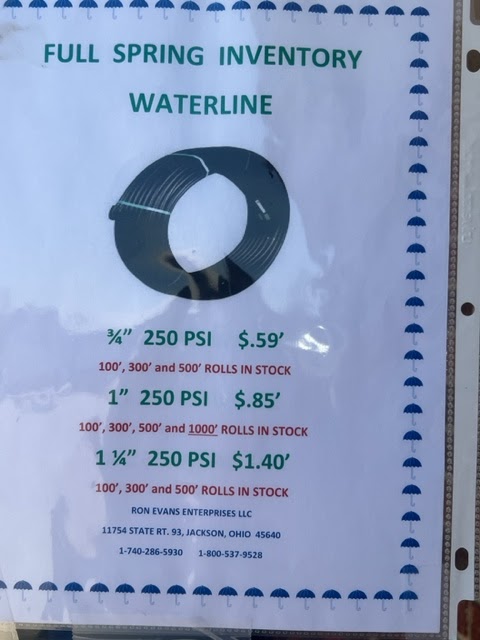 FULL SPRING INVENTORY
WATERLINE
¾” 250 PSI $.59’
100’, 300’ and 500’ ROLLS IN STOCK
1” 250 PSI $.85’
100’, 300’, 500’ and 1000’ ROLLS IN STOCK
1 ¼” 250 PSI $1.40’
100’, 300’ and 500’ ROLLS IN STOCK
RON EVANS ENTERPRISES LLC
11754 STATE RT. 93, JACKSON, OHIO 45640
1-740-286-5930 1-800-537-9528